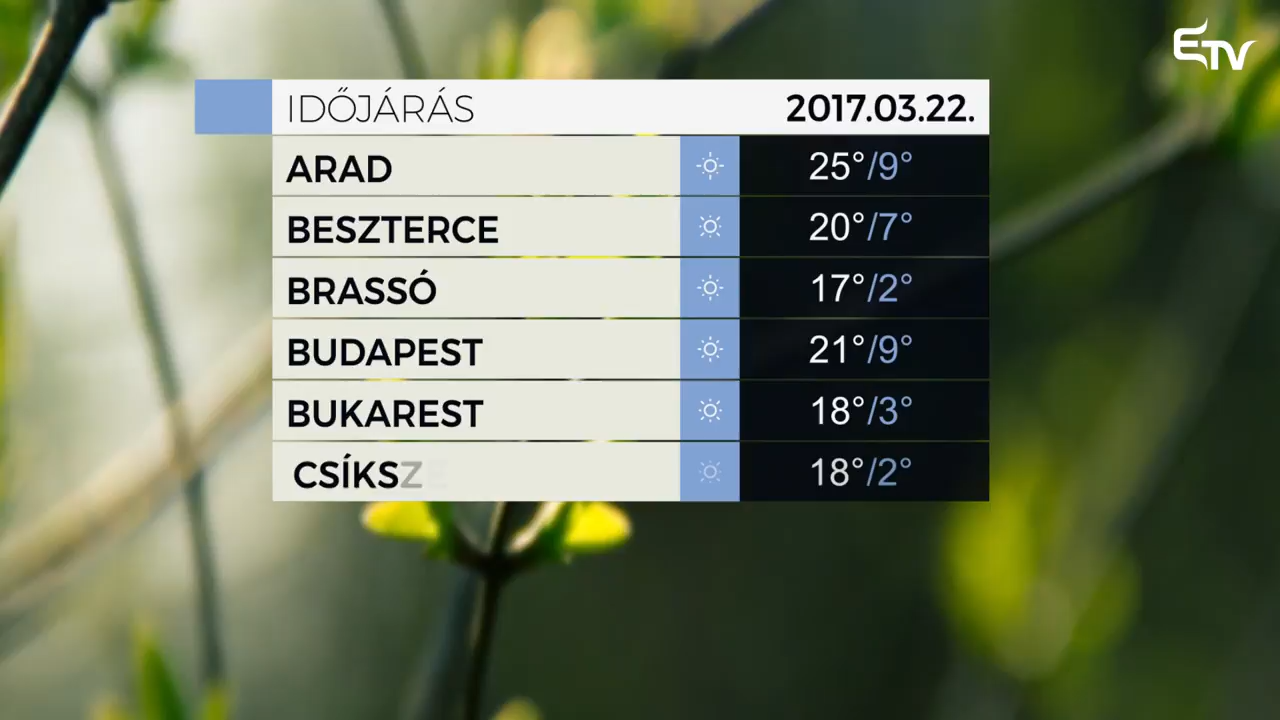 ETV
IDŐJÁRÁS 2017.03.22.
ARAD 25°/9°
BESZTERCE 20°/7°
BRASSÓ 17°/2°
BUDAPEST 21°/9°
BUKAREST 18°/3°
CSÍKSZ 18°/2°